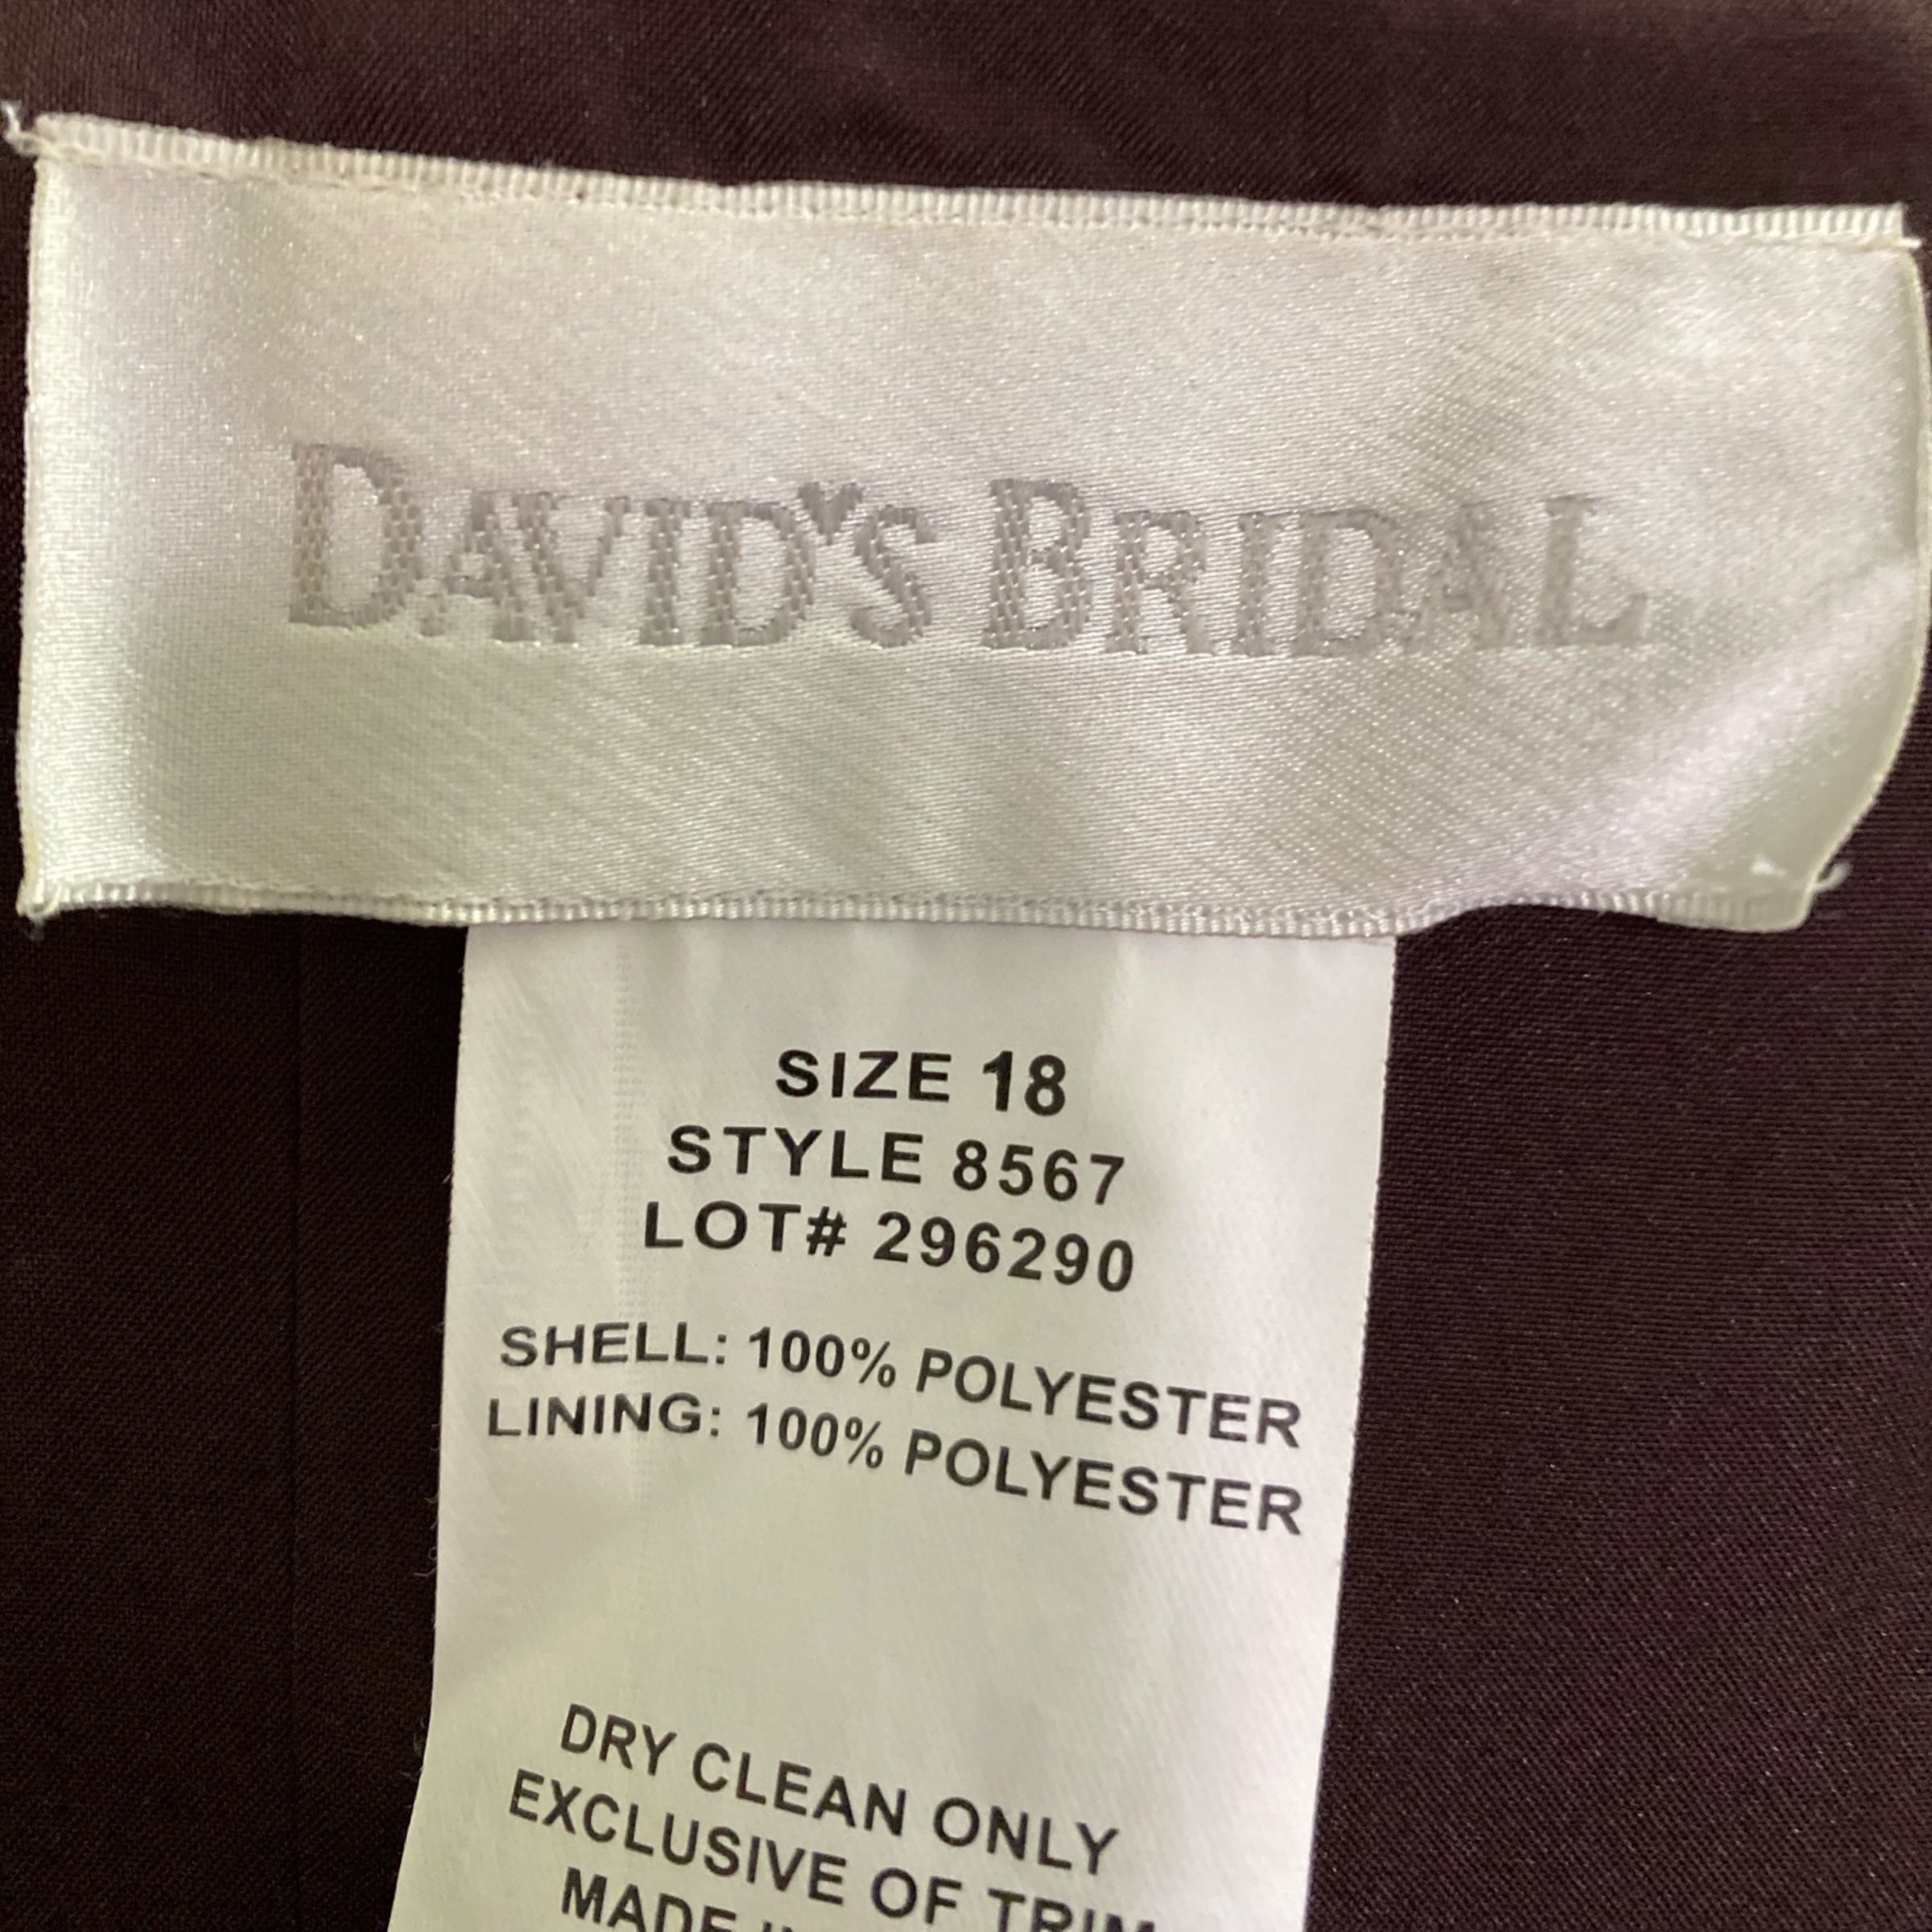 DAVID'S BRIDAL
SIZE 18
STYLE 8567
LOT# 296290
SHELL: 100% POLYESTER
LINING: 100% POLYESTER
DRY CLEAN ONLY
EXCLUSIVE OF TRIM
MADE